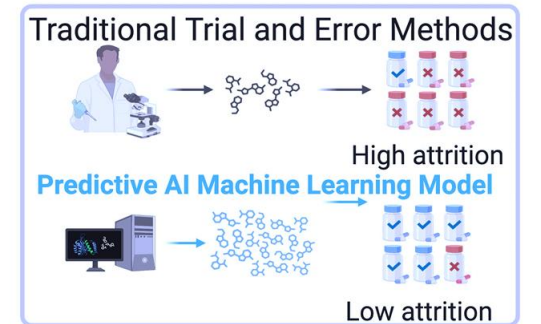 Traditional Trial and Error Methods
High attrition
Predictive AI Machine Learning Model
Low attrition